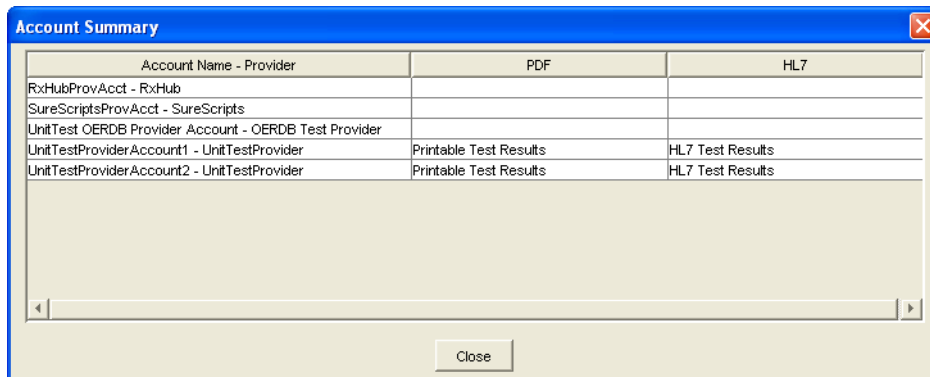 Account Summary
Account Name - Provider PDF HL7
RxHubProvAcct - RxHub
SureScriptsProvAcct - SureScripts
UnitTest OERDB Provider Account - OERDB Test Provider
UnitTestProviderAccount1 - UnitTestProvider Printable Test Results HL7 Test Results
UnitTestProviderAccount2 - UnitTestProvider Printable Test Results HL7 Test Results
Close